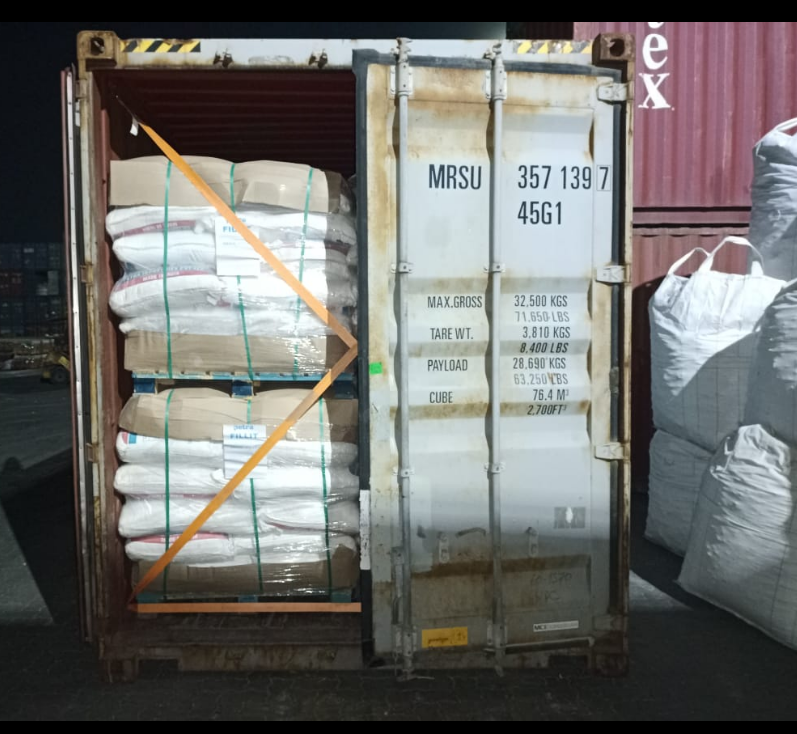 ex
MRSU 357 139 7
45G1
MAX.GROSS 32,500 KGS
71,650 LBS
TARE WT. 3,810 KGS
8,400 LBS
PAYLOAD 28,690 KGS
63,250 LBS
CUBE 76.4 M³
2,700FT³
FILLIT